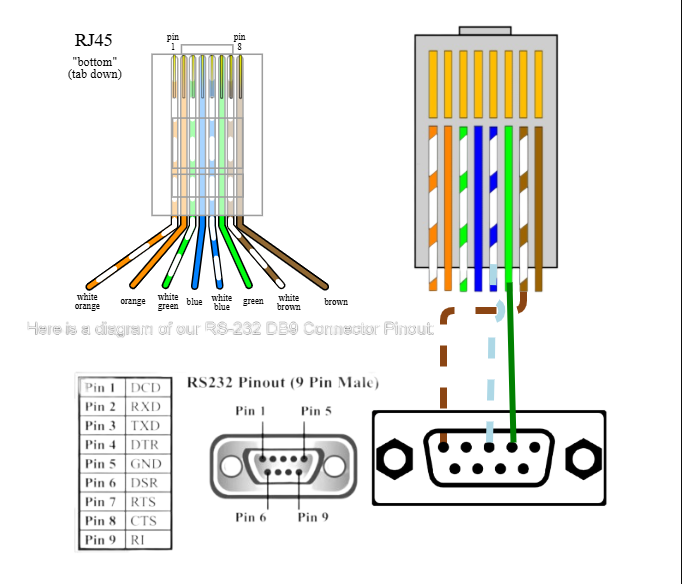 RJ45
"bottom"
(tab down)
pin
1
pin
8
white
orange
orange
white
green
blue
white
blue
green
white
brown
brown
Here is a diagram of our RS-232 DB9 Connector Pinout:
Pin 1 DCD
Pin 2 RXD
Pin 3 TXD
Pin 4 DTR
Pin 5 GND
Pin 6 DSR
Pin 7 RTS
Pin 8 CTS
Pin 9 RI
RS232 Pinout (9 Pin Male)
Pin 1 Pin 5
Pin 6 Pin 9